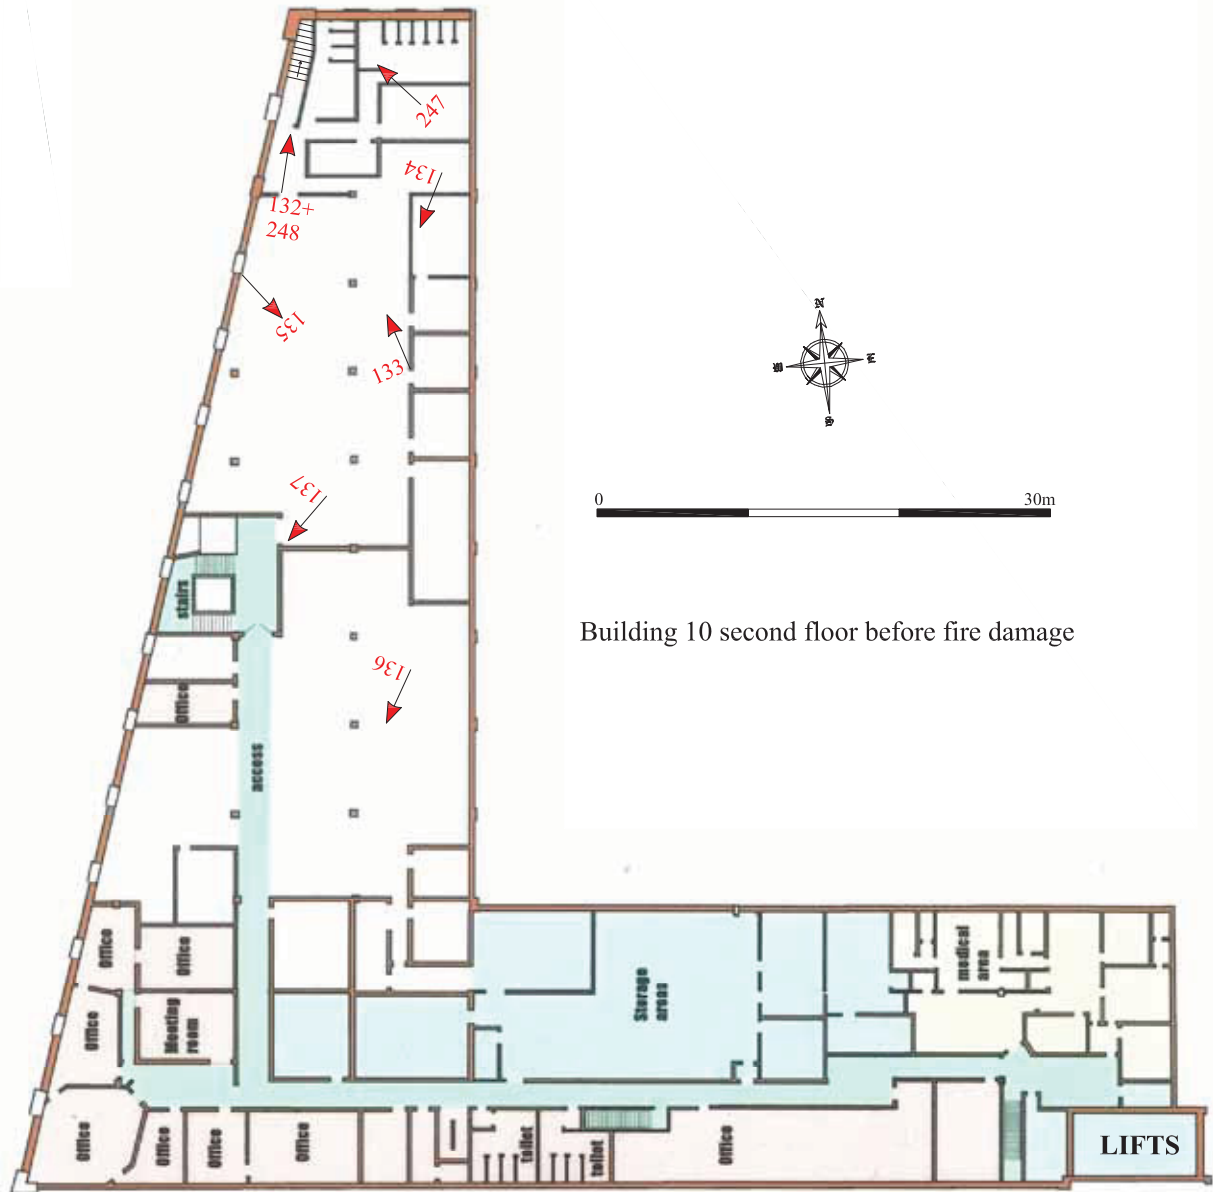 247
134
132+
248
135
133
137
N
0 30m
stairs
Building 10 second floor before fire damage
136
Office
access
Office
Office
medical
area
Storage
areas
Office
Meeting
room
Office
Office
Office
Office
toilet
toilet
Office
LIFTS